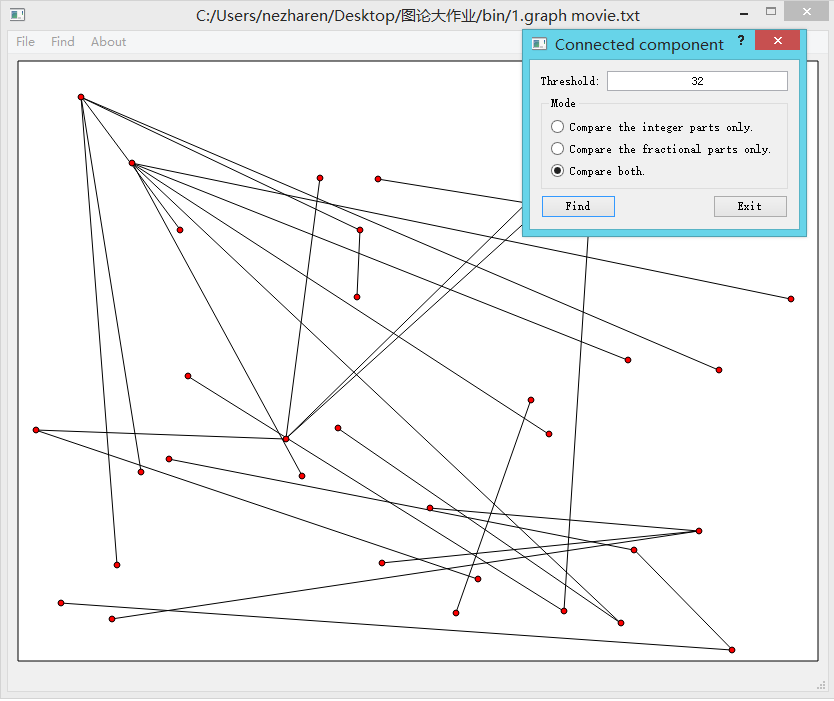 C:/Users/nezharen/Desktop/图论大作业/bin/1.graph movie.txt
File Find About
Connected component ?
Threshold: 32
Mode
Compare the integer parts only.
Compare the fractional parts only.
Compare both.
Find Exit